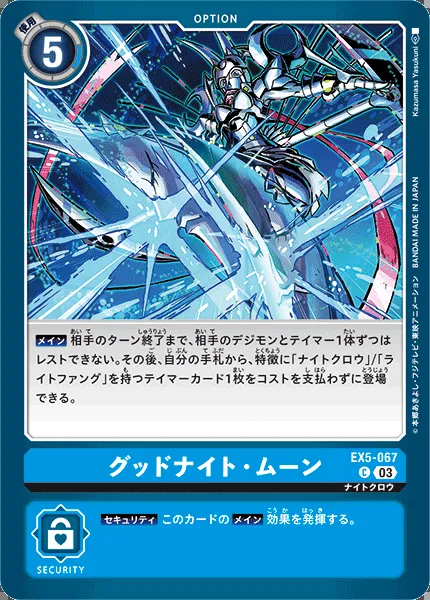 OPTION
使用
5
Kazumasa Yasukuni
メイン 相手のターン終了まで、相手のデジモンとテイマー1体ずつは
レストできない。その後、自分の手札から、特徴に「ナイトクロウ」/「ラ
イトファング」を持つテイマーカード1枚をコストを支払わずに登場
できる。
©本郷あきよし・フジテレビ・東映アニメーション BANDAI MADE IN JAPAN
グッドナイト・ムーン
EX5-067
C 03
ナイトクロウ
セキュリティ このカードの メイン 効果を発揮する。
SECURITY